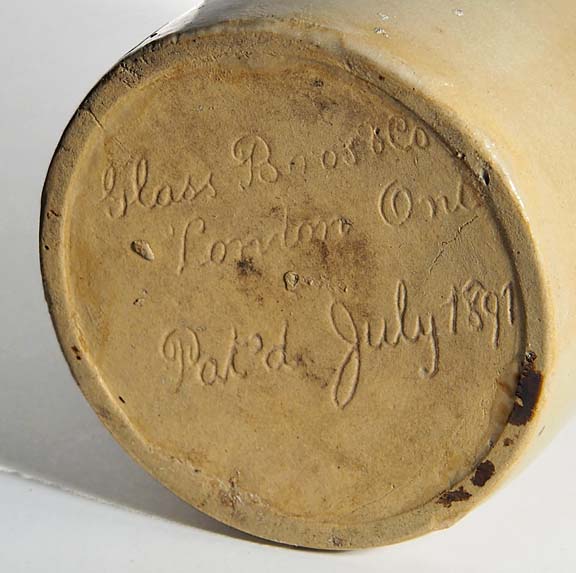 Glass Bros & Co
London Ont
Pat'd July 1891